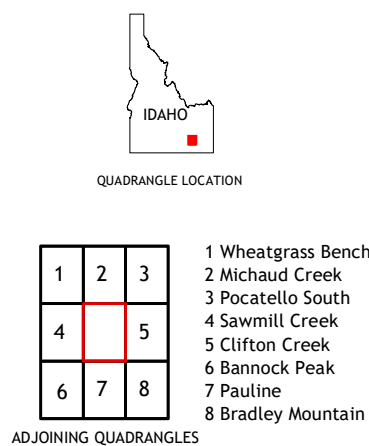 IDAHO
QUADRANGLE LOCATION
1 2 3
4 5
6 7 8
1 Wheatgrass Bench
2 Michaud Creek
3 Pocatello South
4 Sawmill Creek
5 Clifton Creek
6 Bannock Peak
7 Pauline
8 Bradley Mountain
ADJOINING QUADRANGLES